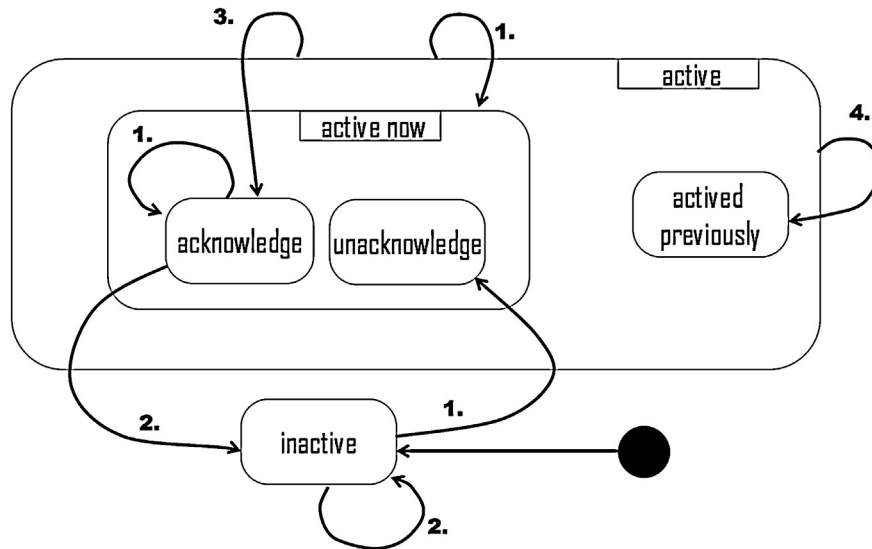 3.
1.
active
active now
4.
1.
actived
previously
acknowledge
unacknowledge
2.
1.
inactive
2.